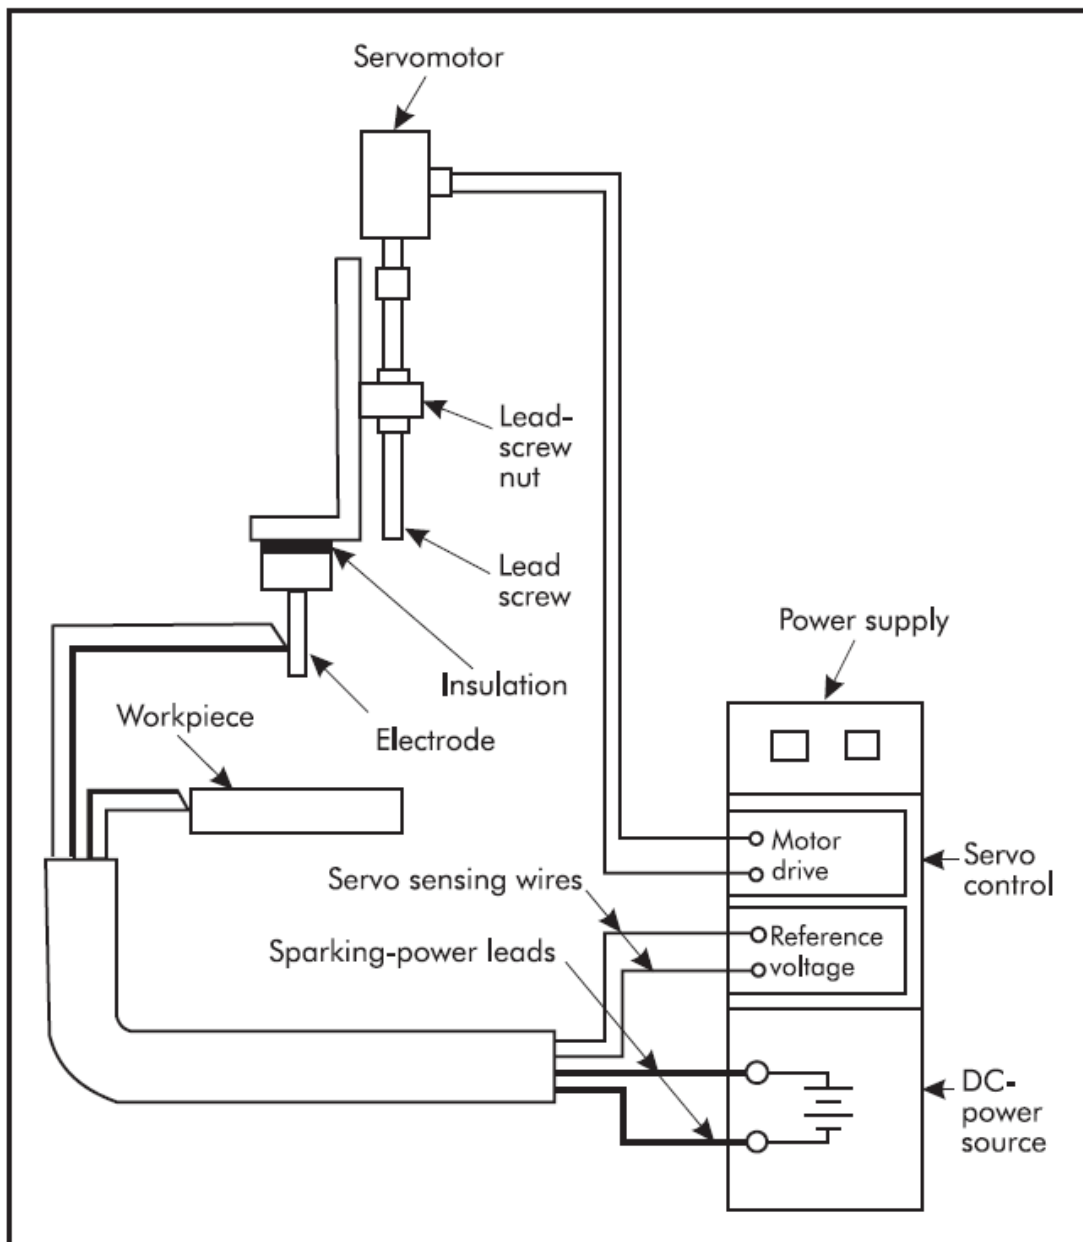 Servomotor
Lead-
screw
nut
Lead
screw
Power supply
Insulation
Workpiece
Electrode
Motor
drive
Servo
control
Servo sensing wires
Reference
voltage
Sparking-power leads
DC-
power
source